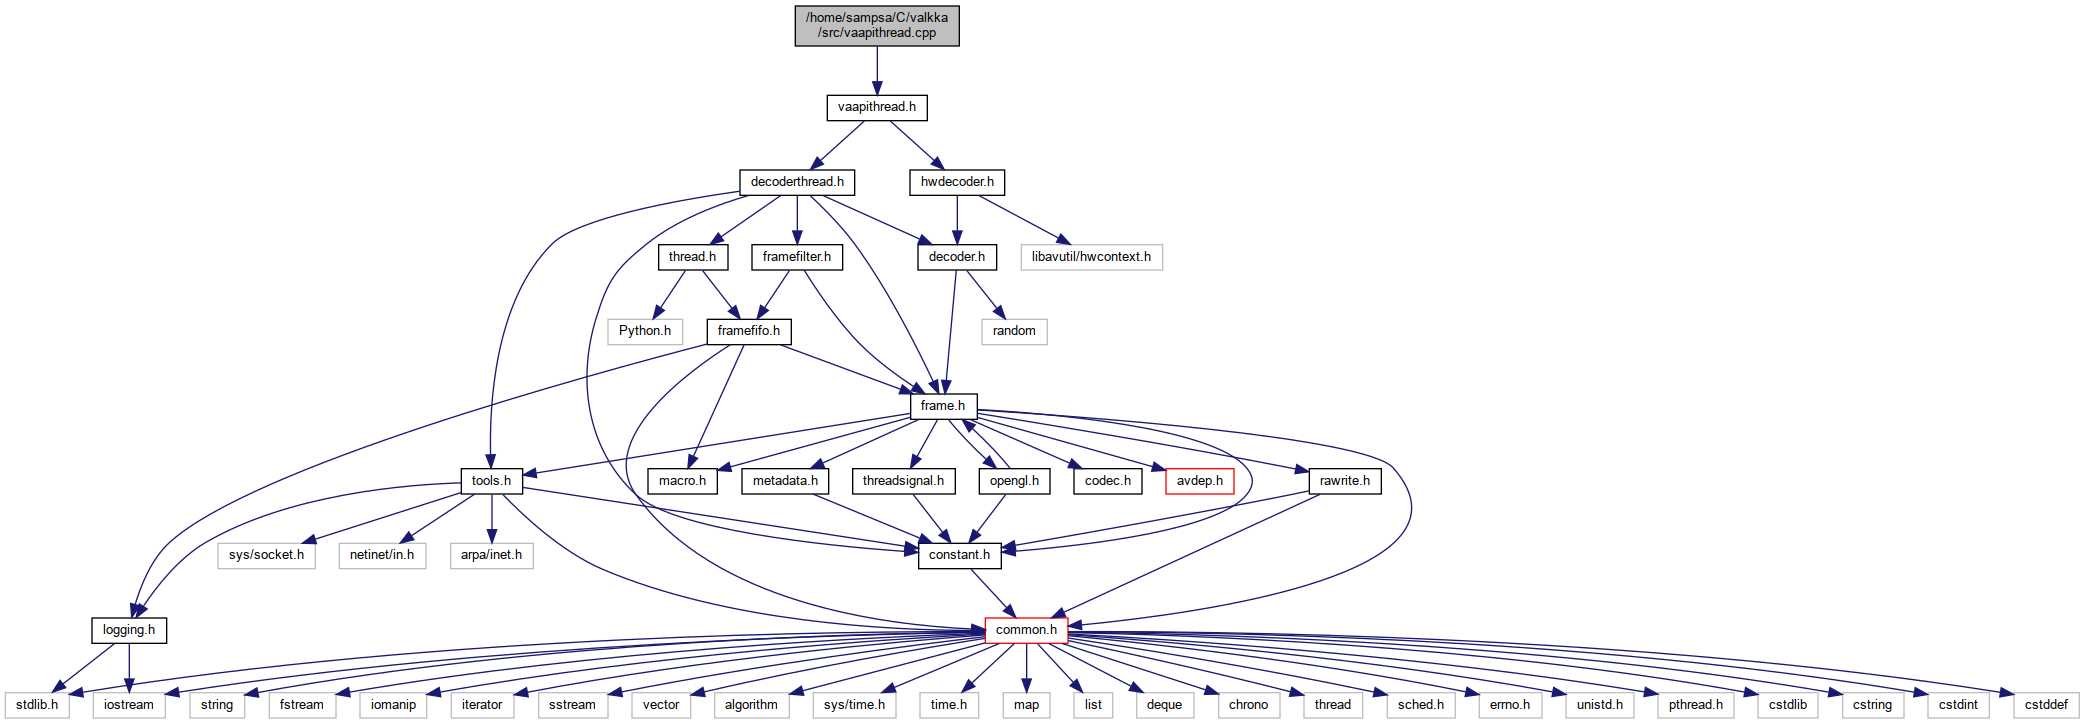 /home/sampsa/C/valkka
/src/vaapithread.cpp
vaapithread.h
decoderthread.h
hwdecoder.h
thread.h
framefilter.h
decoder.h
libavutil/hwcontext.h
Python.h
framefifo.h
random
frame.h
tools.h
macro.h
metadata.h
threadsignal.h
opengl.h
codec.h
avdep.h
rawrite.h
sys/socket.h
netinet/in.h
arpa/inet.h
constant.h
logging.h
common.h
stdlib.h
iostream
string
fstream
iomanip
iterator
sstream
vector
algorithm
sys/time.h
time.h
map
list
deque
chrono
thread
sched.h
errno.h
unistd.h
pthread.h
cstdlib
cstring
cstdint
cstddef